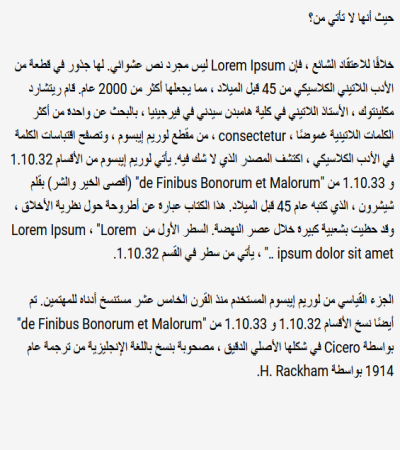 حيث أنها لا تأتي من؟
خلافًا للاعتقاد الشائع ، فإن Lorem Ipsum ليس مجرد نص عشوائي. لها جذور في قطعة من
الأدب اللاتيني الكلاسيكي من 45 قبل الميلاد ، مما يجعلها أكثر من 2000 عام. قام ريتشارد
مكلينتوك ، الأستاذ اللاتيني في كلية هامبدن سيدني في فيرجينيا ، بالبحث عن واحدة من أكثر
الكلمات اللاتينية غموضًا ، consectetur ، من مقطع لوريم إيبسوم ، وتصفح اقتباسات الكلمة
في الأدب الكلاسيكي ، اكتشف المصدر الذي لا شك فيه. يأتي لوريم إيبسوم من الأقسام 1.10.32
و 1.10.33 من "de Finibus Bonorum et Malorum" (أقصى الخير والشر) بقلم
شيشرون ، الذي كتبه عام 45 قبل الميلاد. هذا الكتاب عبارة عن أطروحة حول نظرية الأخلاق ،
وقد حظيت بشعبية كبيرة خلال عصر النهضة. السطر الأول من Lorem Ipsum ، "Lorem
ipsum dolor sit amet .." ، يأتي من سطر في القسم 1.10.32.
الجزء القياسي من لوريم إيبسوم المستخدم منذ القرن الخامس عشر مستنسخ أدناه للمهتمين. تم
أيضًا نسخ الأقسام 1.10.32 و 1.10.33 من "de Finibus Bonorum et Malorum"
بواسطة Cicero في شكلها الأصلي الدقيق ، مصحوبة بنسخ باللغة الإنجليزية من ترجمة عام
1914 بواسطة H. Rackham.